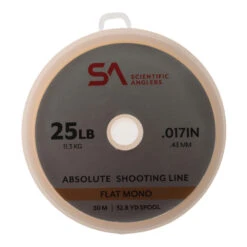 SA
SCIENTIFIC
ANGLERS
25LB
11.3 KG
.017IN
.43 MM
ABSOLUTE SHOOTING LINE
FLAT MONO
30 M | 32.8 YD SPOOL